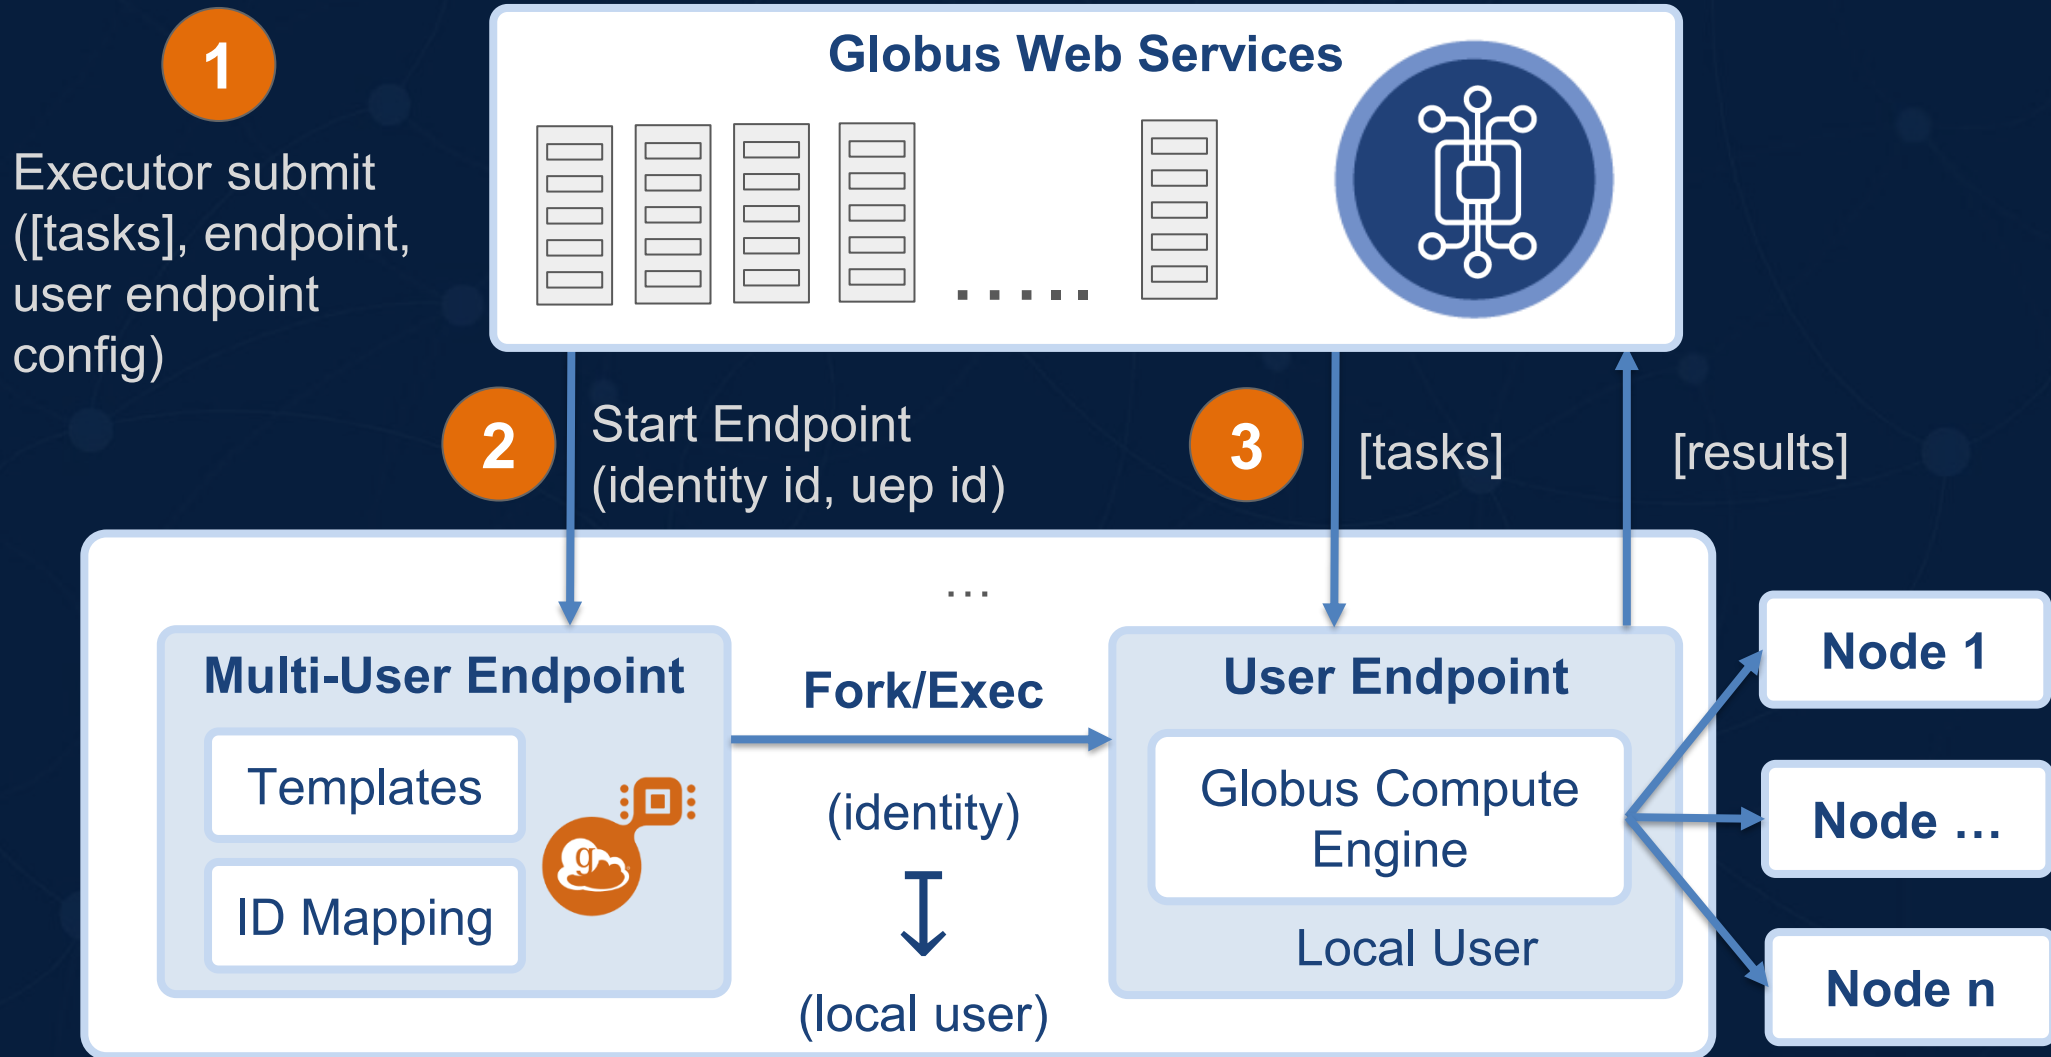 1
Executor submit
([tasks], endpoint,
user endpoint
config)
Globus Web Services
.....
2
Start Endpoint
(identity id, uep id)
3
[tasks]
[results]
...
Multi-User Endpoint
Templates
ID Mapping
g
Fork/Exec
(identity)
(local user)
User Endpoint
Globus Compute
Engine
Local User
Node 1
Node ...
Node n